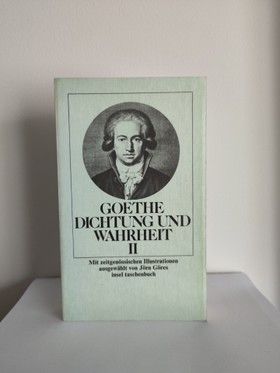 GOETHE
DICHTUNG UND
WAHRHEIT
II
Mit zeitgenössischen Illustrationen
ausgewählt von Jörn Göres
insel taschenbuch